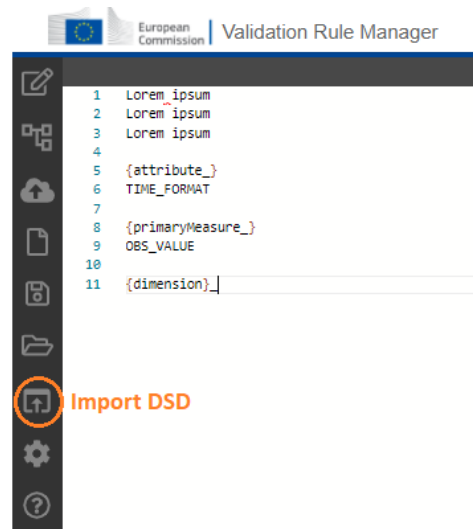 European
Commission
Validation Rule Manager
1 Lorem ipsum
2 Lorem ipsum
3 Lorem ipsum
4
5 {attribute_}
6 TIME_FORMAT
7
8 {primaryMeasure_}
9 OBS_VALUE
10
11 {dimension}_
Import DSD